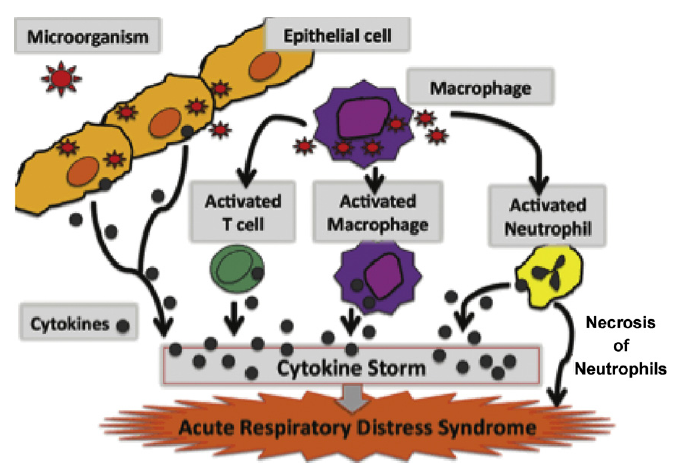 Microorganism
Epithelial cell
Macrophage
Activated
T cell
Activated
Macrophage
Activated
Neutrophil
Cytokines
Necrosis
of
Neutrophils
Cytokine Storm
Acute Respiratory Distress Syndrome